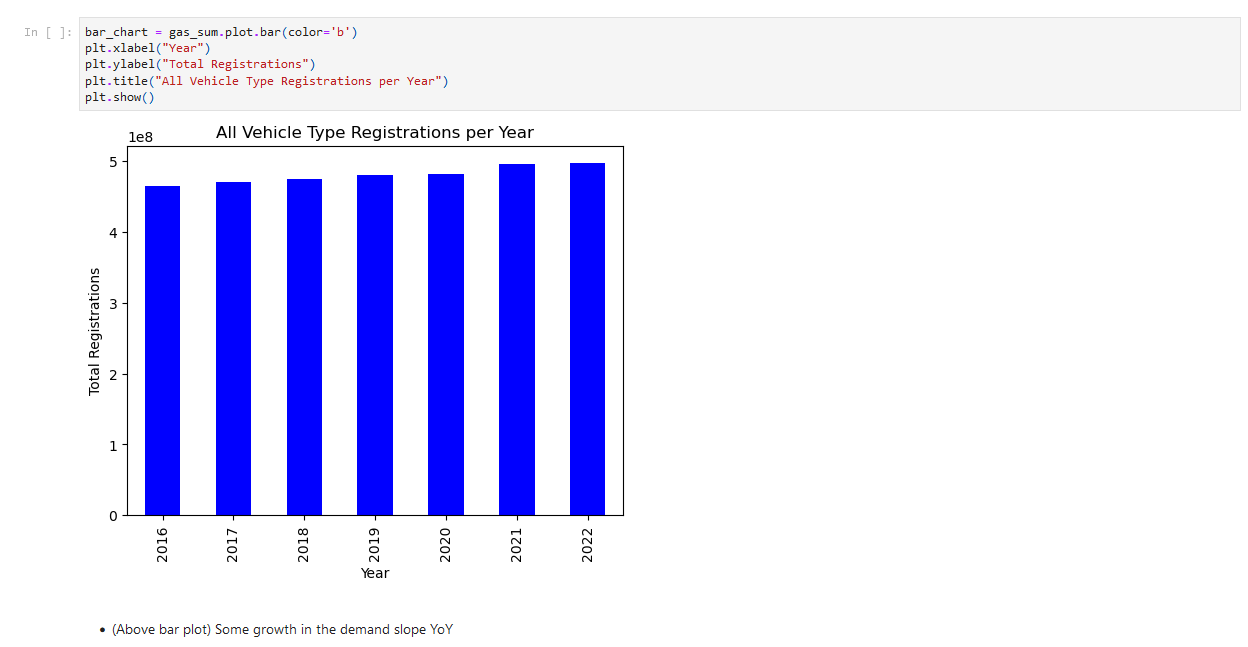 In [ ]: bar_chart = gas_sum.plot.bar(color='b')
plt.xlabel("Year")
plt.ylabel("Total Registrations")
plt.title("All Vehicle Type Registrations per Year")
plt.show()
All Vehicle Type Registrations per Year
1e8
5
4
3
2
1
0
Total Registrations
2016 2017 2018 2019 2020 2021 2022
Year
• (Above bar plot) Some growth in the demand slope YoY